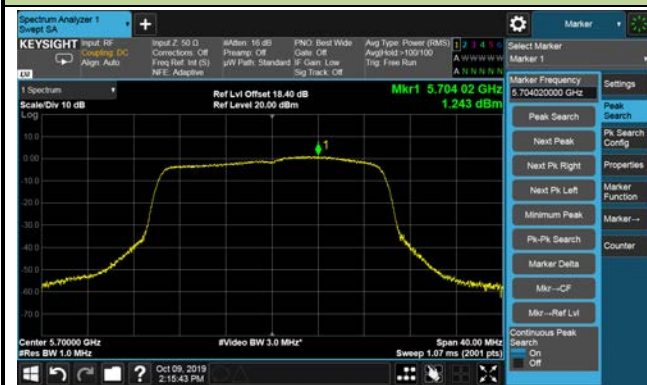 Spectrum Analyzer 1
Swept SA
+
Marker
KEYSIGHT
Input: RF
Coupling: DC
Align: Auto
Input Z: 50 Ω
Corrections: Off
Freq Ref: Int (S)
NFE: Adaptive
#Atten: 16 dB
Preamp: Off
µW Path: Standard
PNO: Best Wide
Gate: Off
IF Gain: Low
Sig Track: Off
Avg Type: Power (RMS)
Avg|Hold:>100/100
Trig: Free Run
1 2 3 4 5 6
A W W W W W
A N N N N N
Select Marker
Marker 1
LXI
1 Spectrum
Scale/Div 10 dB
Log
Ref Lvl Offset 18.40 dB
Ref Level 20.00 dBm
Mkr1 5.704 02 GHz
1.243 dBm
10.0
0.00
-10.0
-20.0
-30.0
-40.0
-50.0
-60.0
-70.0
1
Center 5.70000 GHz
#Res BW 1.0 MHz
#Video BW 3.0 MHz*
Span 40.00 MHz
Sweep 1.07 ms (2001 pts)
Marker Frequency
5.704020000 GHz
Peak Search
Next Peak
Next Pk Right
Next Pk Left
Minimum Peak
Pk-Pk Search
Marker Delta
Mkr→CF
Mkr→Ref Lvl
Continuous Peak
Search
On
Off
Settings
Peak
Search
Pk Search
Config
Properties
Marker
Function
Marker→
Counter
?
Oct 09, 2019
2:15:43 PM